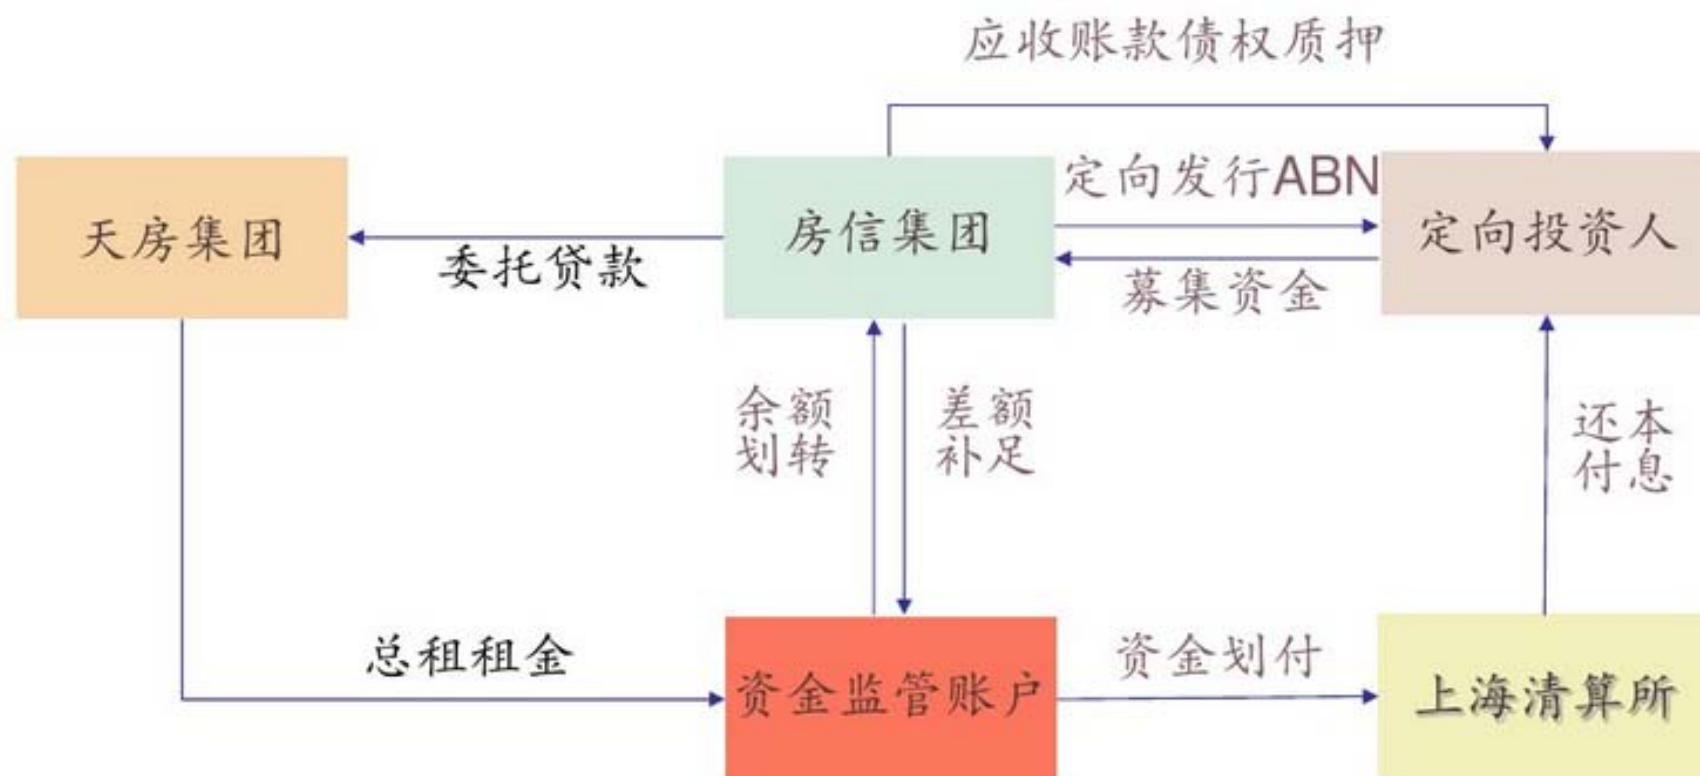 应收账款债权质押
定向发行ABN
天房集团
房信集团
定向投资人
委托贷款
募集资金
余额
划转
差额
补足
还本
付息
总租租金
资金划付
资金监管账户
上海清算所